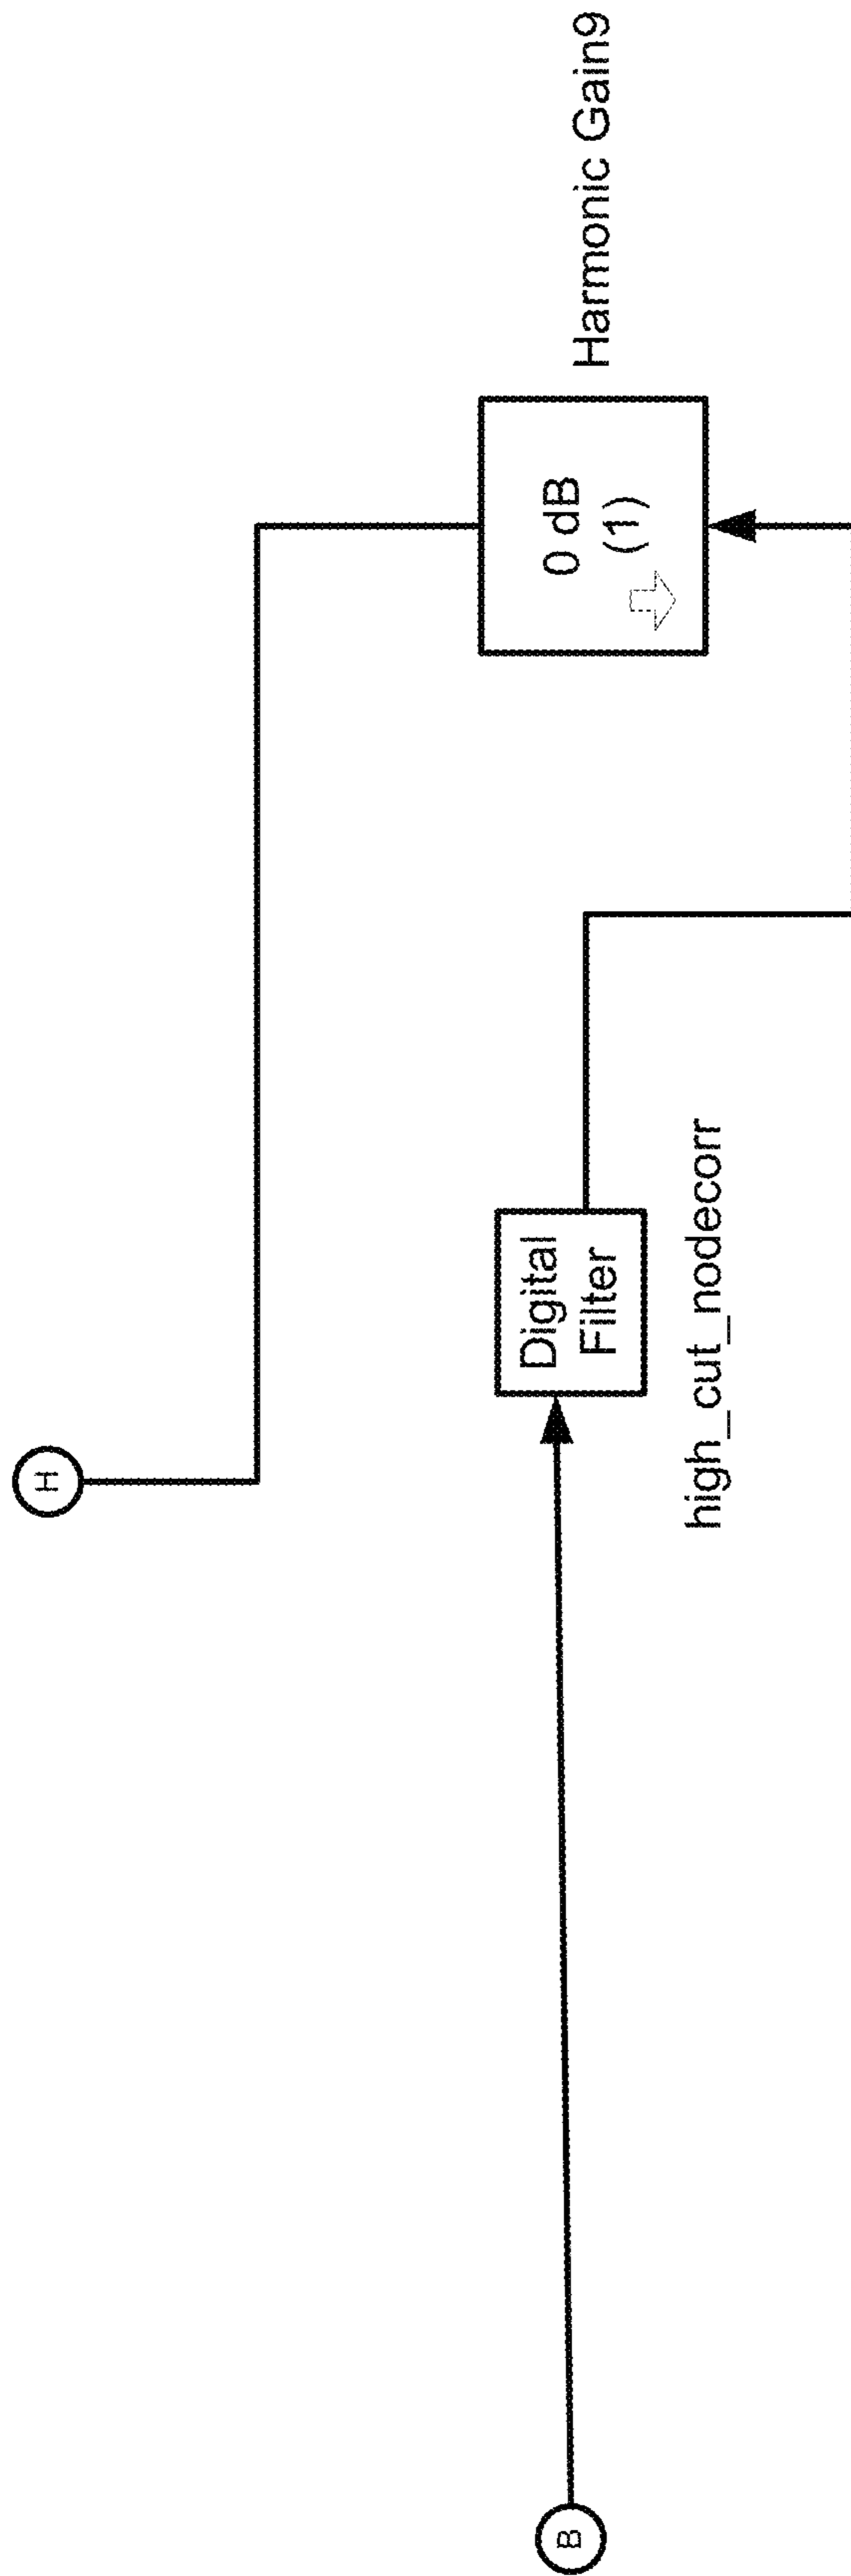 H
B
Digital
Filter
high_cut_nodecorr
0 dB
(1)
Harmonic Gain9